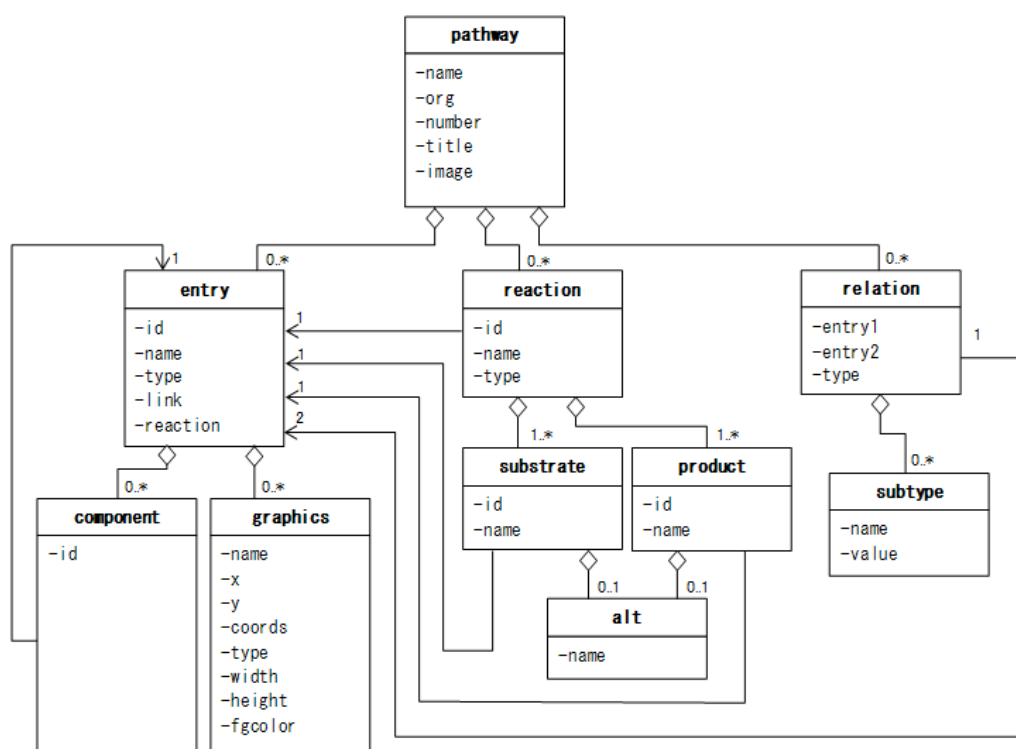 pathway
-name
-org
-number
-title
-image
1
0..*
0..*
0..*
entry
-id
-name
-type
-link
-reaction
1
1
1
2
reaction
-id
-name
-type
relation
-entry1
-entry2
-type
1
0..*
0..*
1..*
1..*
0..*
component
-id
graphics
-name
-x
-y
-coords
-type
-width
-height
-fgcolor
substrate
-id
-name
product
-id
-name
subtype
-name
-value
0..1
0..1
alt
-name